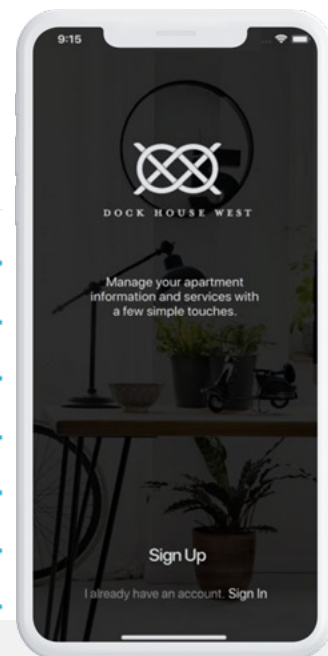 9:15
DOCK HOUSE WEST
Manage your apartment
information and services with
a few simple touches.
Sign Up
I already have an account. Sign In